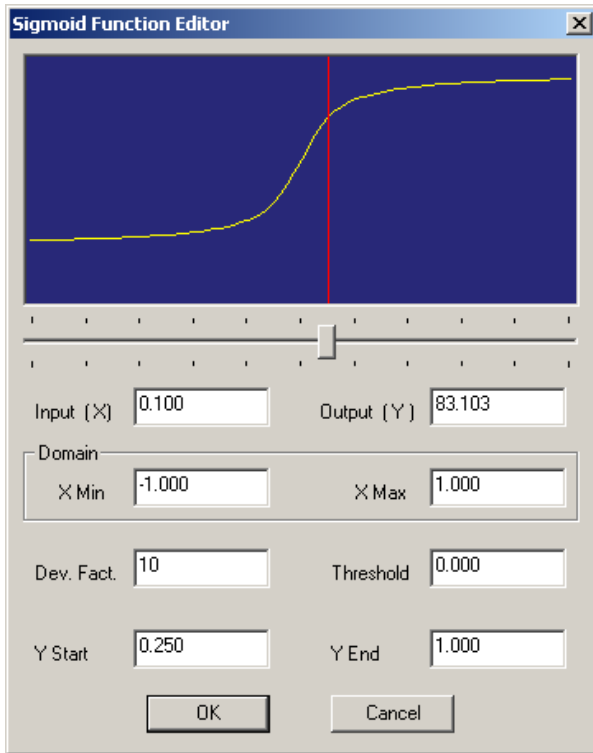 Sigmoid Function Editor
Input (X) 0.100 Output (Y) 83.103
Domain
X Min -1.000 X Max 1.000
Dev. Fact. 10 Threshold 0.000
Y Start 0.250 Y End 1.000
OK Cancel